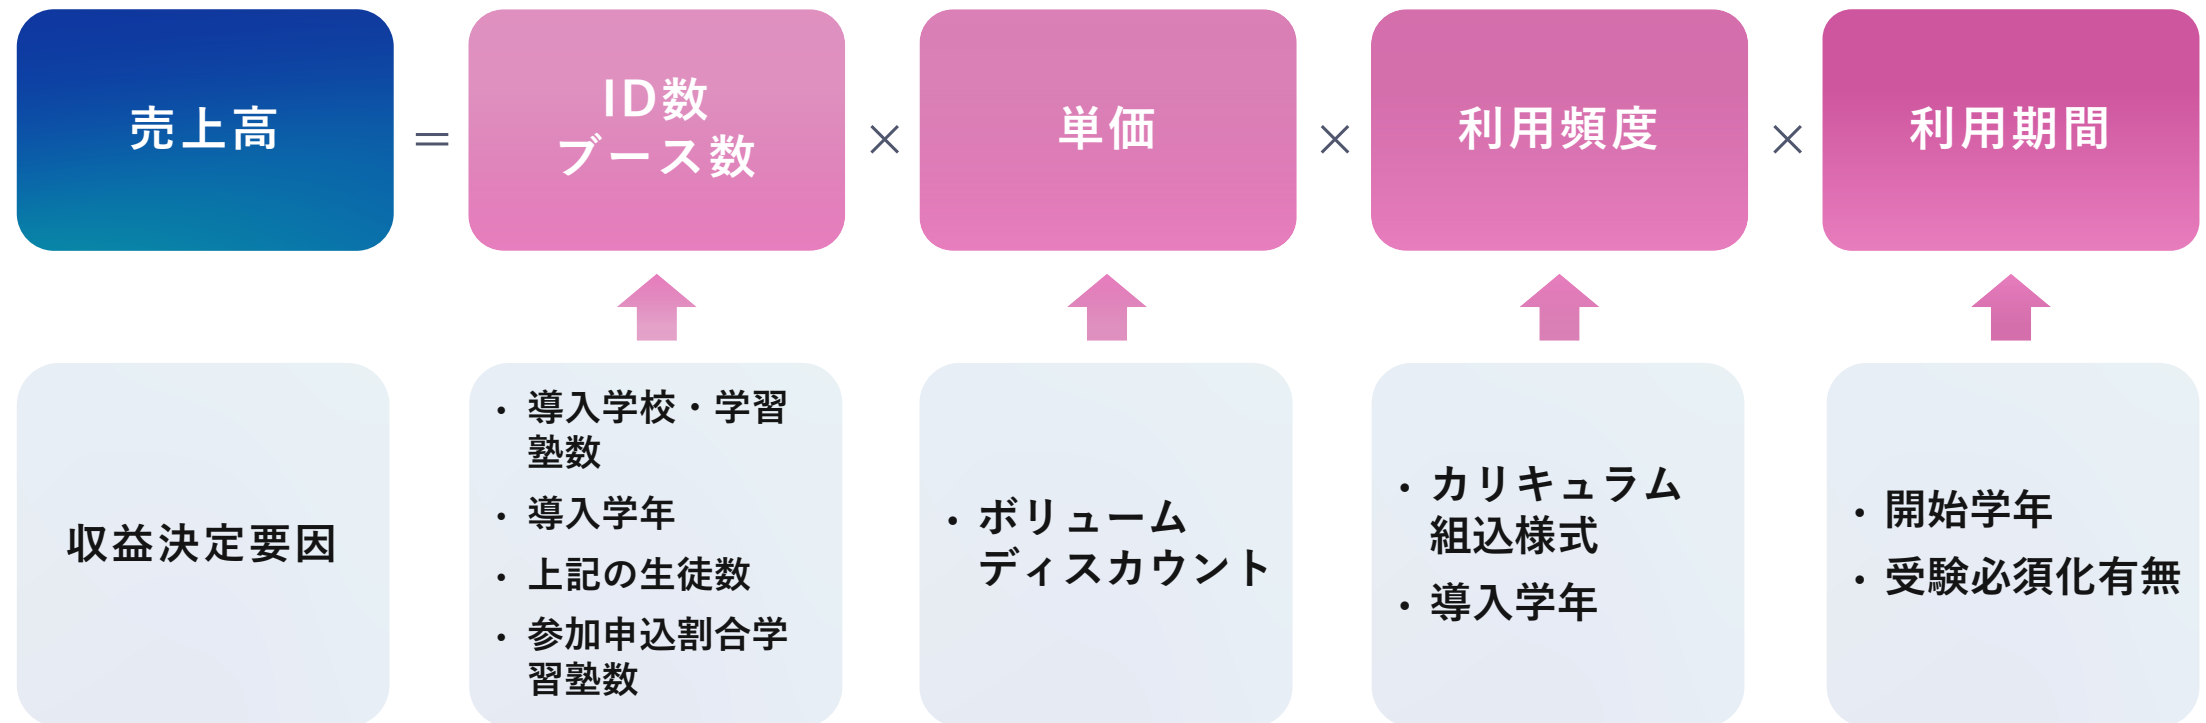 売上高
=
ID数
ブース数
×
単価
×
利用頻度
×
利用期間
収益決定要因
・導入学校・学習
塾数
・導入学年
・上記の生徒数
・参加申込割合学
習塾数
・ボリューム
ディスカウント
・カリキュラム
組込様式
・導入学年
・開始学年
・受験必須化有無